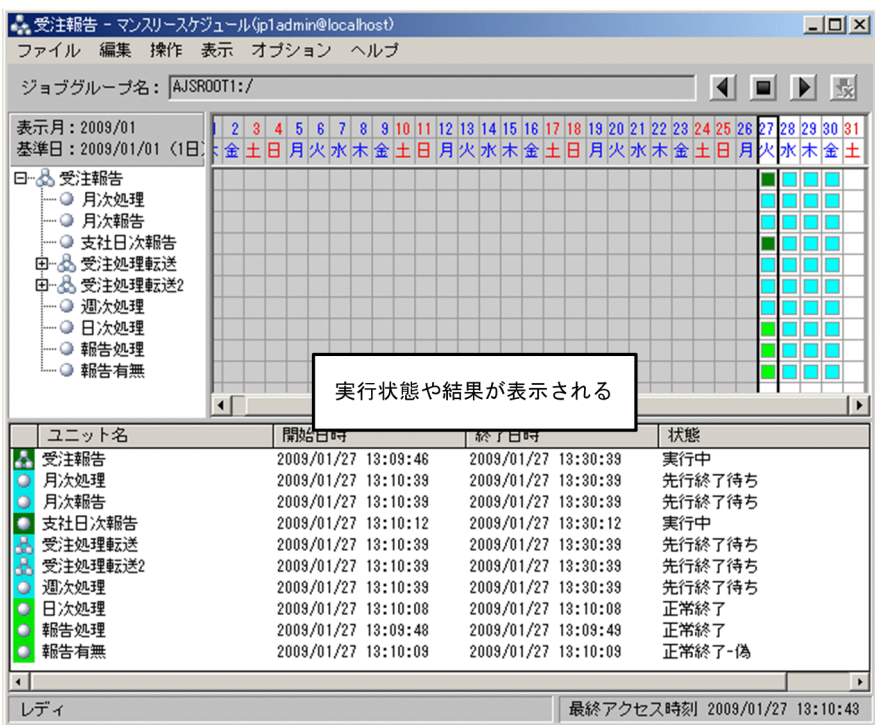 受注報告 - マンスリースケジュール(jp1admin@localhost)
ファイル 編集 操作 表示 オプション ヘルプ
ジョブグループ名： AJSROOT1:/
表示月：2009/01
基準日：2009/01/01 (1日
1 2 3 4 5 6 7 8 9 10 11 12 13 14 15 16 17 18 19 20 21 22 23 24 25 26 27 28 29 30 31
金 土 日 月 火 水 木 金 土 日 月 火 水 木 金 土 日 月 火 水 木 金 土 日 月 火 水 木 金 土
受注報告
月次処理
月次報告
支社日次報告
受注処理転送
受注処理転送2
週次処理
日次処理
報告処理
報告有無
実行状態や結果が表示される
ユニット名 開始日時 終了日時 状態
受注報告 2009/01/27 13:09:46 2009/01/27 13:30:39 実行中
月次処理 2009/01/27 13:10:39 2009/01/27 13:30:39 先行終了待ち
月次報告 2009/01/27 13:10:39 2009/01/27 13:30:39 先行終了待ち
支社日次報告 2009/01/27 13:10:12 2009/01/27 13:30:12 実行中
受注処理転送 2009/01/27 13:10:39 2009/01/27 13:30:39 先行終了待ち
受注処理転送2 2009/01/27 13:10:39 2009/01/27 13:30:39 先行終了待ち
週次処理 2009/01/27 13:10:39 2009/01/27 13:30:39 先行終了待ち
日次処理 2009/01/27 13:10:08 2009/01/27 13:10:08 正常終了
報告処理 2009/01/27 13:09:48 2009/01/27 13:09:49 正常終了
報告有無 2009/01/27 13:10:09 2009/01/27 13:10:09 正常終了-偽
レディ 最終アクセス時刻 2009/01/27 13:10:43